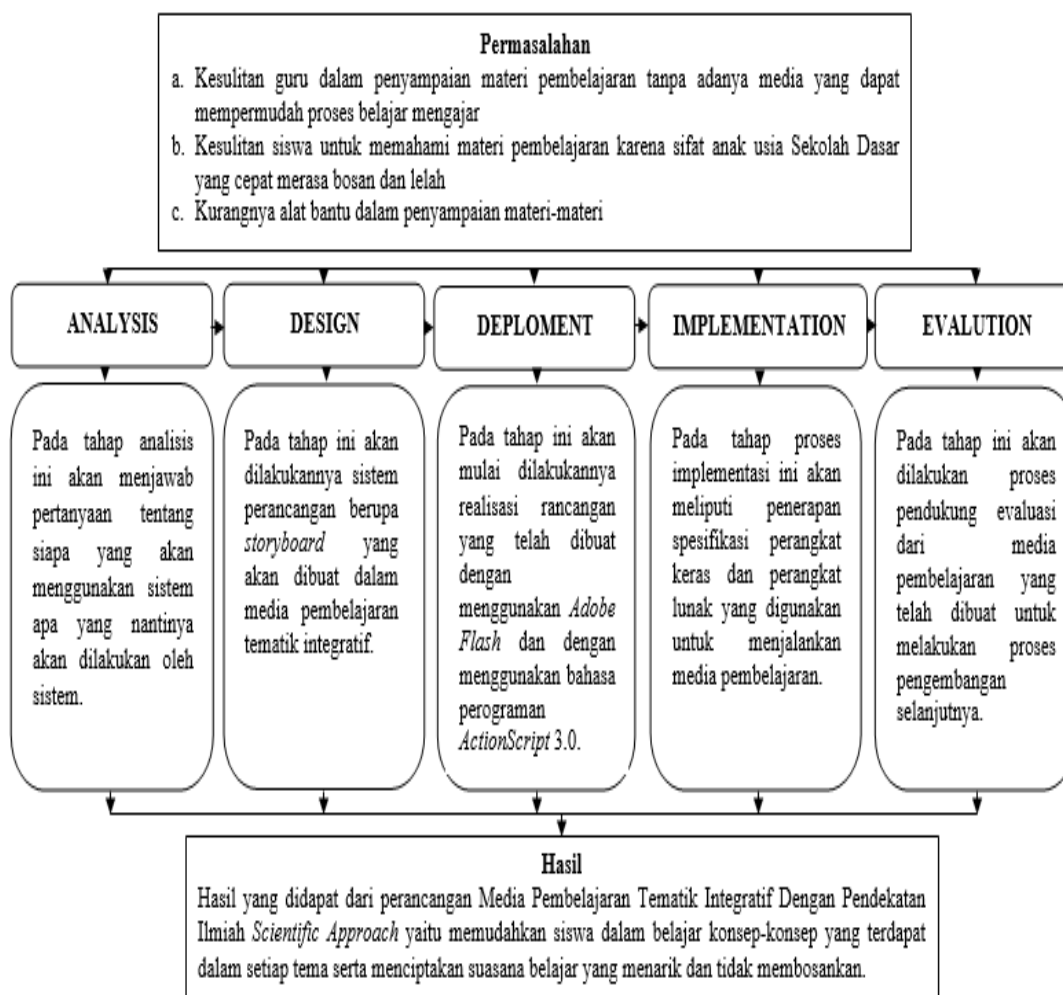 Permasalahan
a. Kesulitan guru dalam penyampaian materi pembelajaran tanpa adanya media yang dapat
mempermudah proses belajar mengajar
b. Kesulitan siswa untuk memahami materi pembelajaran karena sifat anak usia Sekolah Dasar
yang cepat merasa bosan dan lelah
c. Kurangnya alat bantu dalam penyampaian materi-materi
ANALYSIS
DESIGN
DEPLOMENT
IMPLEMENTATION
EVALUTION
Pada tahap analisis
ini akan menjawab
pertanyaan tentang
siapa yang akan
menggunakan sistem
apa yang nantinya
akan dilakukan oleh
sistem.
Pada tahap ini akan
dilakukannya sistem
perancangan berupa
storyboard yang
akan dibuat dalam
media pembelajaran
tematik integratif.
Pada tahap ini akan
mulai dilakukannya
realisasi rancangan
yang telah dibuat
dengan
menggunakan Adobe
Flash dan dengan
menggunakan bahasa
perograman
ActionScript 3.0.
Pada tahap proses
implementasi ini akan
meliputi penerapan
spesifikasi perangkat
keras dan perangkat
lunak yang digunakan
untuk menjalankan
media pembelajaran.
Pada tahap ini akan
dilakukan proses
pendukung evaluasi
dari media
pembelajaran yang
telah dibuat untuk
melakukan proses
pengembangan
selanjutnya.
Hasil
Hasil yang didapat dari perancangan Media Pembelajaran Tematik Integratif Dengan Pendekatan
Ilmiah Scientific Approach yaitu memudahkan siswa dalam belajar konsep-konsep yang terdapat
dalam setiap tema serta menciptakan suasana belajar yang menarik dan tidak membosankan.